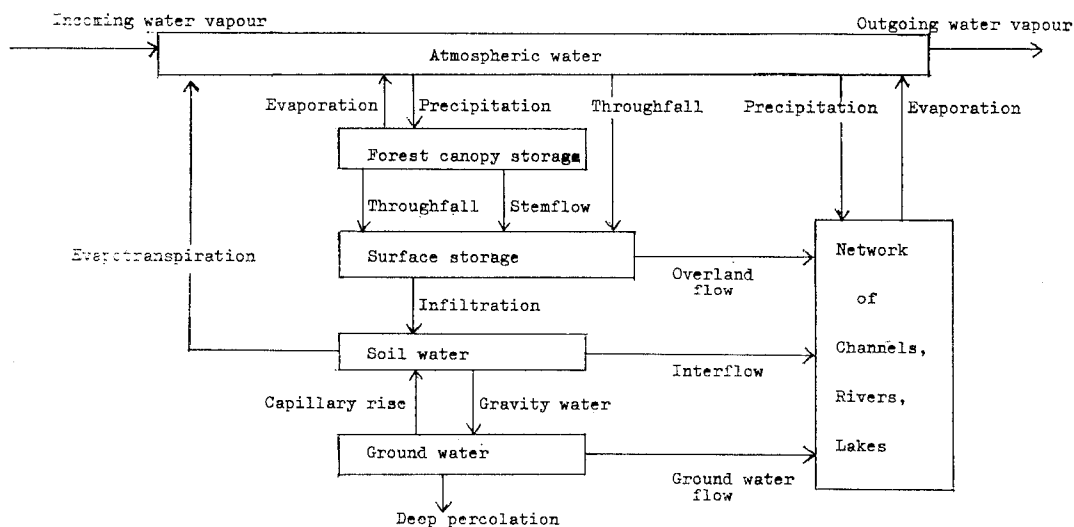 Incoming water vapour
Outgoing water vapour
Atmospheric water
Evaporation
Precipitation
Throughfall
Precipitation
Evaporation
Forest canopy storage
Throughfall
Stemflow
Evapotranspiration
Surface storage
Overland
flow
Infiltration
Soil water
Interflow
Capillary rise
Gravity water
Ground water
Ground water
flow
Deep percolation
Network
of
Channels,
Rivers,
Lakes